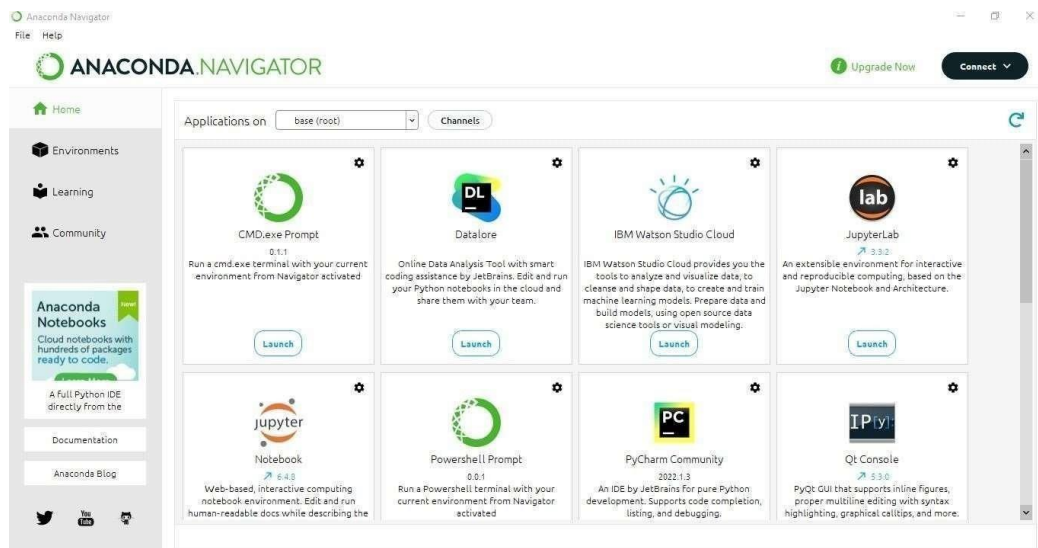 Anaconda Navigator
File Help
ANACONDA.NAVIGATOR
Upgrade Now
Connect
Home
Environments
Learning
Community
Anaconda Notebooks
New!
Cloud notebooks with
hundreds of packages
ready to code.
A full Python IDE
directly from the
Documentation
Anaconda Blog
You
Tube
Applications on base (root) Channels
CMD.exe Prompt
0.1.1
Run a cmd.exe terminal with your current
environment from Navigator activated
Launch
DL
Datalore
Online Data Analysis Tool with smart
coding assistance by JetBrains. Edit and run
your Python notebooks in the cloud and
share them with your team.
Launch
IBM Watson Studio Cloud
IBM Watson Studio Cloud provides you the
tools to analyze and visualize data, to
cleanse and shape data, to create and train
machine learning models. Prepare data and
build models, using open source data
science tools or visual modeling.
Launch
lab
JupyterLab
3.3.2
An extensible environment for interactive
and reproducible computing, based on the
Jupyter Notebook and Architecture.
Launch
jupyter
Notebook
6.4.8
Web-based, interactive computing
notebook environment. Edit and run
human-readable docs while describing the
Powershell Prompt
0.0.1
Run a Powershell terminal with your
current environment from Navigator
activated
PC
PyCharm Community
2022.1.3
An IDE by JetBrains for pure Python
development. Supports code completion,
listing, and debugging.
IP[y]:
Qt Console
5.3.0
PyQt GUI that supports inline figures,
proper multiline editing with syntax
highlighting, graphical calltips, and more.